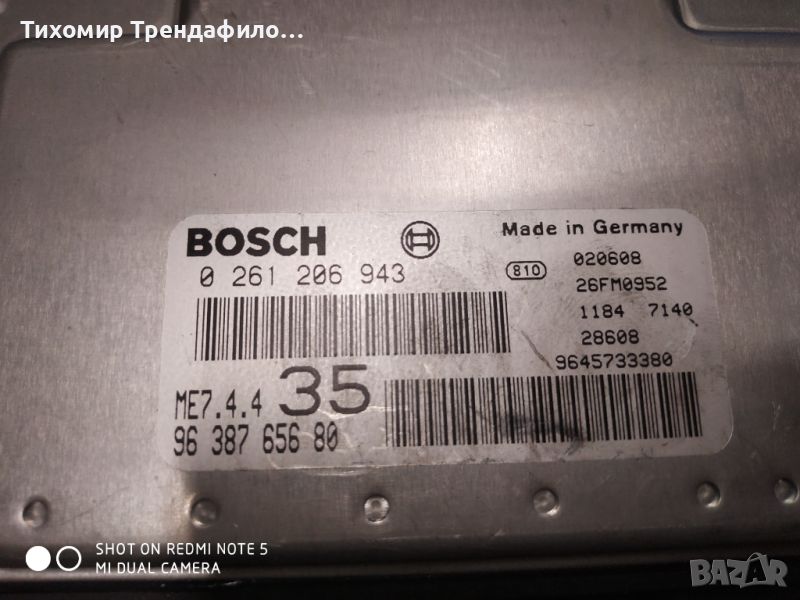 Тихомир Трендафило...
BOSCH
Made in Germany
0 261 206 943
810
020608
26FM0952
1184 7140
28608
9645733380
ME7.4.4 35
96 387 656 80
SHOT ON REDMI NOTE 5
MI DUAL CAMERA
BAZAR